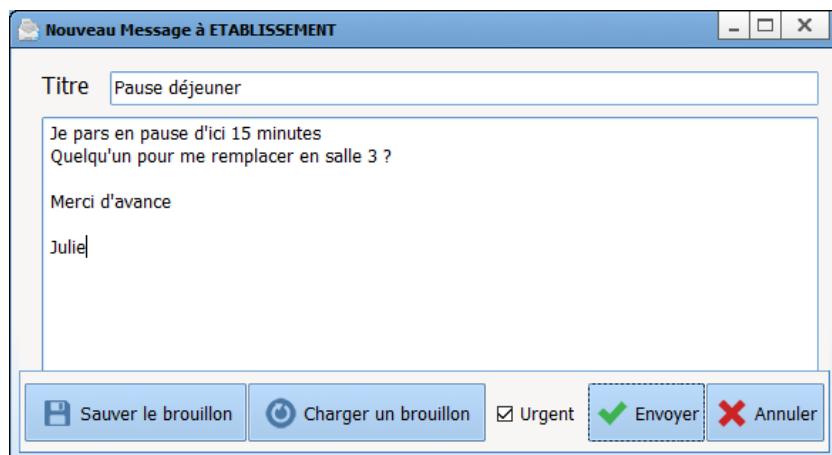 Nouveau Message à ETABLISSEMENT
Titre Pause déjeuner
Je pars en pause d'ici 15 minutes
Quelqu'un pour me remplacer en salle 3 ?
Merci d'avance
Julie
Sauver le brouillon Charger un brouillon Urgent Envoyer Annuler